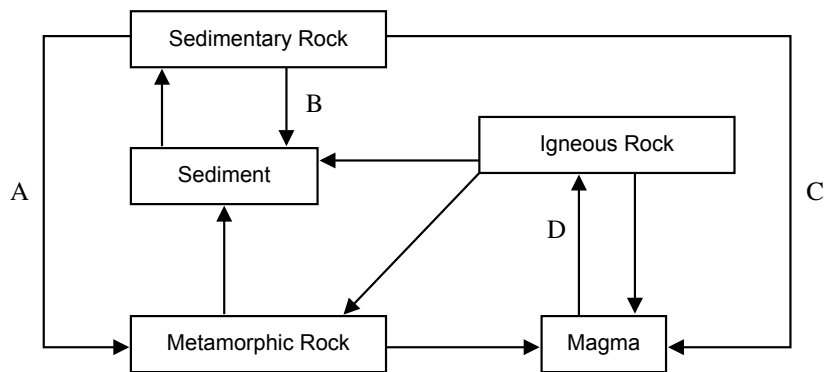 Sedimentary Rock
B
Igneous Rock
Sediment
A
C
D
Metamorphic Rock
Magma